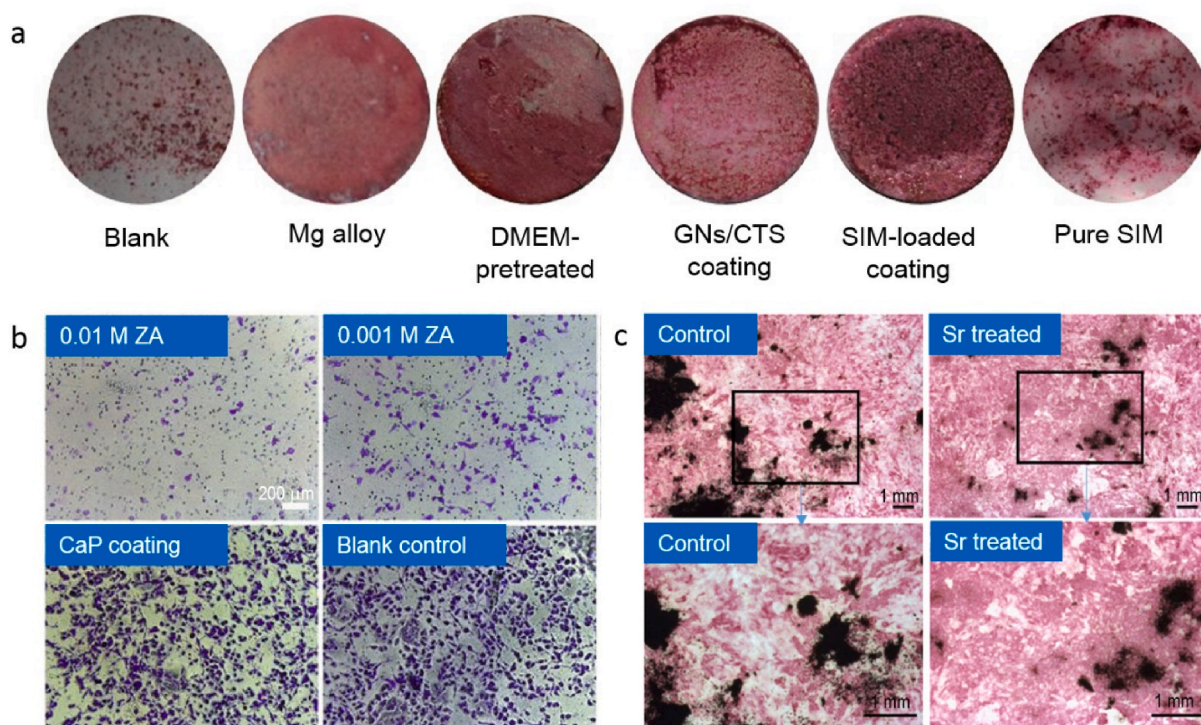 a
Blank
Mg alloy
DMEM-
pretreated
GNs/CTS
coating
SIM-loaded
coating
Pure SIM
b
0.01 M ZA
0.001 M ZA
200 μm
CaP coating
Blank control
c
Control
Sr treated
1 mm
1 mm
Control
Sr treated
1 mm
1 mm